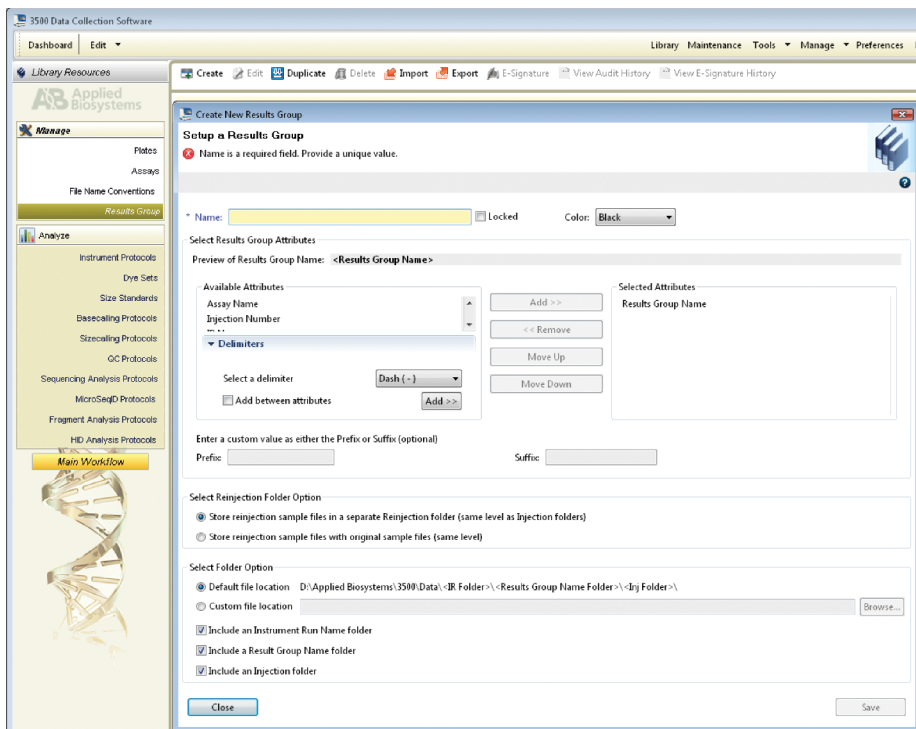 3500 Data Collection Software
Dashboard Edit Library Maintenance Tools Manage Preferences
Library Resources
Create Edit Duplicate Delete Import Export E-Signature View Audit History View E-Signature History
AB Applied Biosystems
Manage
Plates
Assays
File Name Conventions
Results Group
Analyze
Instrument Protocols
Dye Sets
Size Standards
Basecalling Protocols
Sizecalling Protocols
QC Protocols
Sequencing Analysis Protocols
MicroSeqID Protocols
Fragment Analysis Protocols
HID Analysis Protocols
Main Workflow
Create New Results Group
Setup a Results Group
Name is a required field. Provide a unique value.
* Name: Locked Color: Black
Select Results Group Attributes
Preview of Results Group Name: <Results Group Name>
Available Attributes
Assay Name
Injection Number
Delimiters
Select a delimiter Dash ( - )
Add between attributes Add >>
Add >>
<< Remove
Move Up
Move Down
Selected Attributes
Results Group Name
Enter a custom value as either the Prefix or Suffix (optional)
Prefix: Suffix:
Select Reinjection Folder Option
Store reinjection sample files in a separate Reinjection folder (same level as Injection folders)
Store reinjection sample files with original sample files (same level)
Select Folder Option
Default file location D:\Applied Biosystems\3500\Data\<IR Folder>\<Results Group Name Folder>\<Inj Folder>\
Custom file location Browse...
Include an Instrument Run Name folder
Include a Result Group Name folder
Include an Injection folder
Close Save